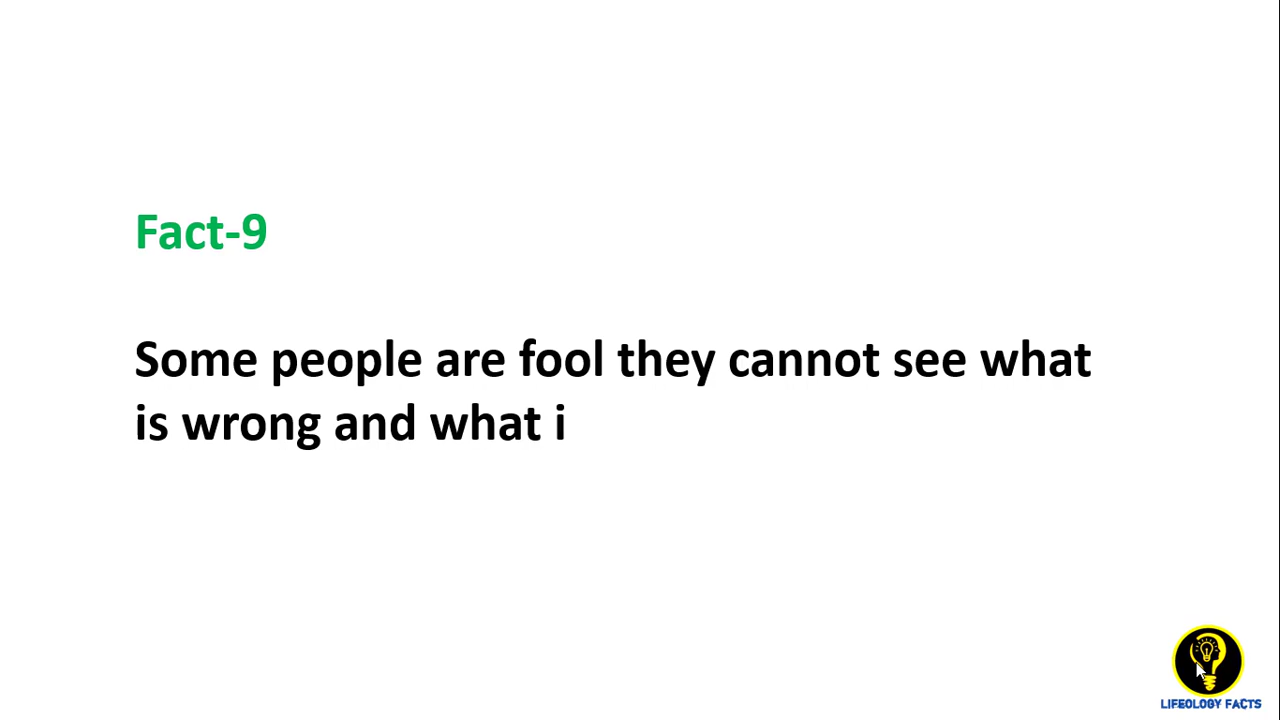 Fact-9
Some people are fool they cannot see what
is wrong and what i
LIFEOLOGY FACTS